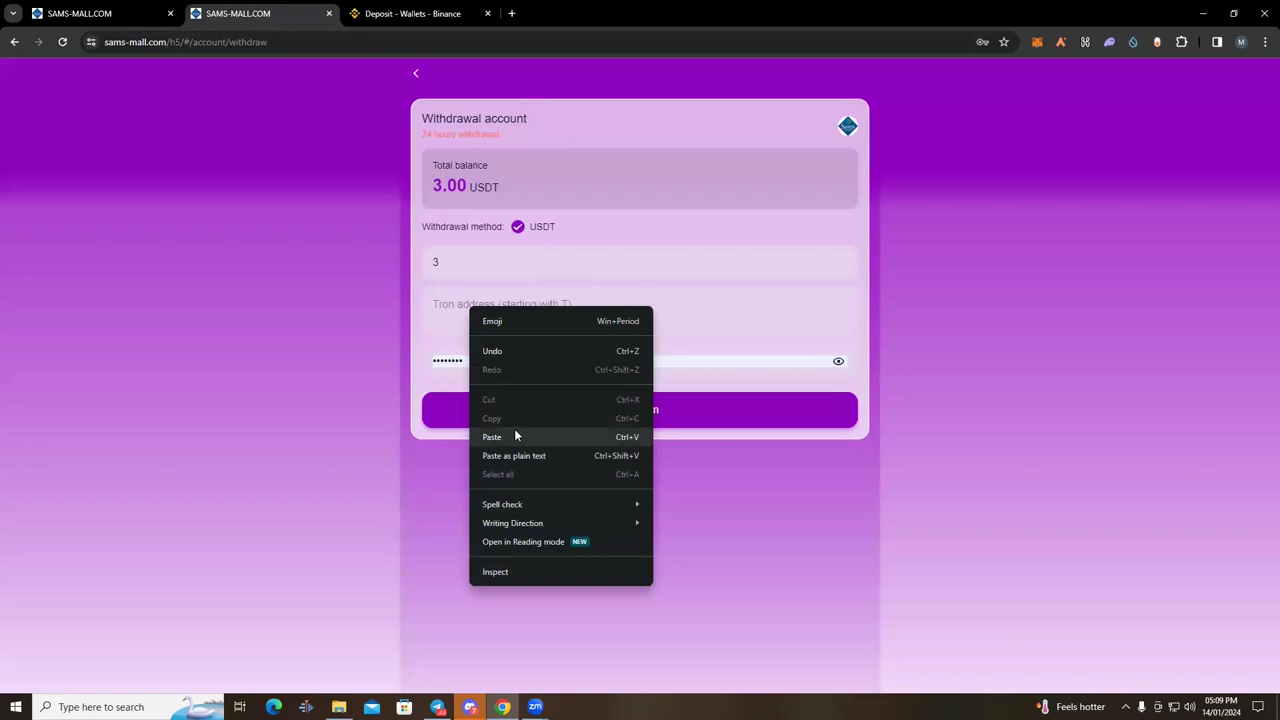 SAMS-MALL.COM
SAMS-MALL.COM
Deposit - Wallets - Binance
sams-mall.com/h5/#/account/withdraw
M
Withdrawal account
24 hours withdrawal
Total balance
3.00 USDT
Withdrawal method: USDT
3
Tron address (starting with T)
Emoji Win+Period
Undo Ctrl+Z
Redo Ctrl+Shift+Z
Cut Ctrl+X
Copy Ctrl+C
Paste Ctrl+V
Paste as plain text Ctrl+Shift+V
Select all Ctrl+A
Spell check
Writing Direction
Open in Reading mode NEW
Inspect
Type here to search
zm
Feels hotter
05:09 PM
14/01/2024